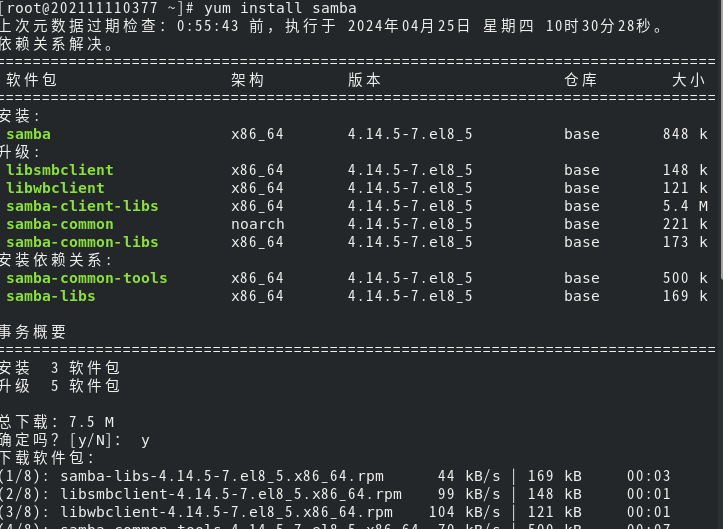 [root@202111110377 ~]# yum install samba
上次元数据过期检查：0:55:43 前，执行于 2024年04月25日 星期四 10时30分28秒。
依赖关系解决。
================================================================================
软件包 架构 版本 仓库 大小
================================================================================
安装:
samba x86_64 4.14.5-7.el8_5 base 848 k
升级:
libsmbclient x86_64 4.14.5-7.el8_5 base 148 k
libwbclient x86_64 4.14.5-7.el8_5 base 121 k
samba-client-libs x86_64 4.14.5-7.el8_5 base 5.4 M
samba-common noarch 4.14.5-7.el8_5 base 221 k
samba-common-libs x86_64 4.14.5-7.el8_5 base 173 k
安装依赖关系:
samba-common-tools x86_64 4.14.5-7.el8_5 base 500 k
samba-libs x86_64 4.14.5-7.el8_5 base 169 k
事务概要
================================================================================
安装 3 软件包
升级 5 软件包
总下载：7.5 M
确定吗？[y/N]： y
下载软件包：
(1/8): samba-libs-4.14.5-7.el8_5.x86_64.rpm 44 kB/s | 169 kB 00:03
(2/8): libsmbclient-4.14.5-7.el8_5.x86_64.rpm 99 kB/s | 148 kB 00:01
(3/8): libwbclient-4.14.5-7.el8_5.x86_64.rpm 104 kB/s | 121 kB 00:01
(4/8): samba-common-tools-4.14.5-7.el8_5.x86_64. 70 kB/s | 500 kB 00:07